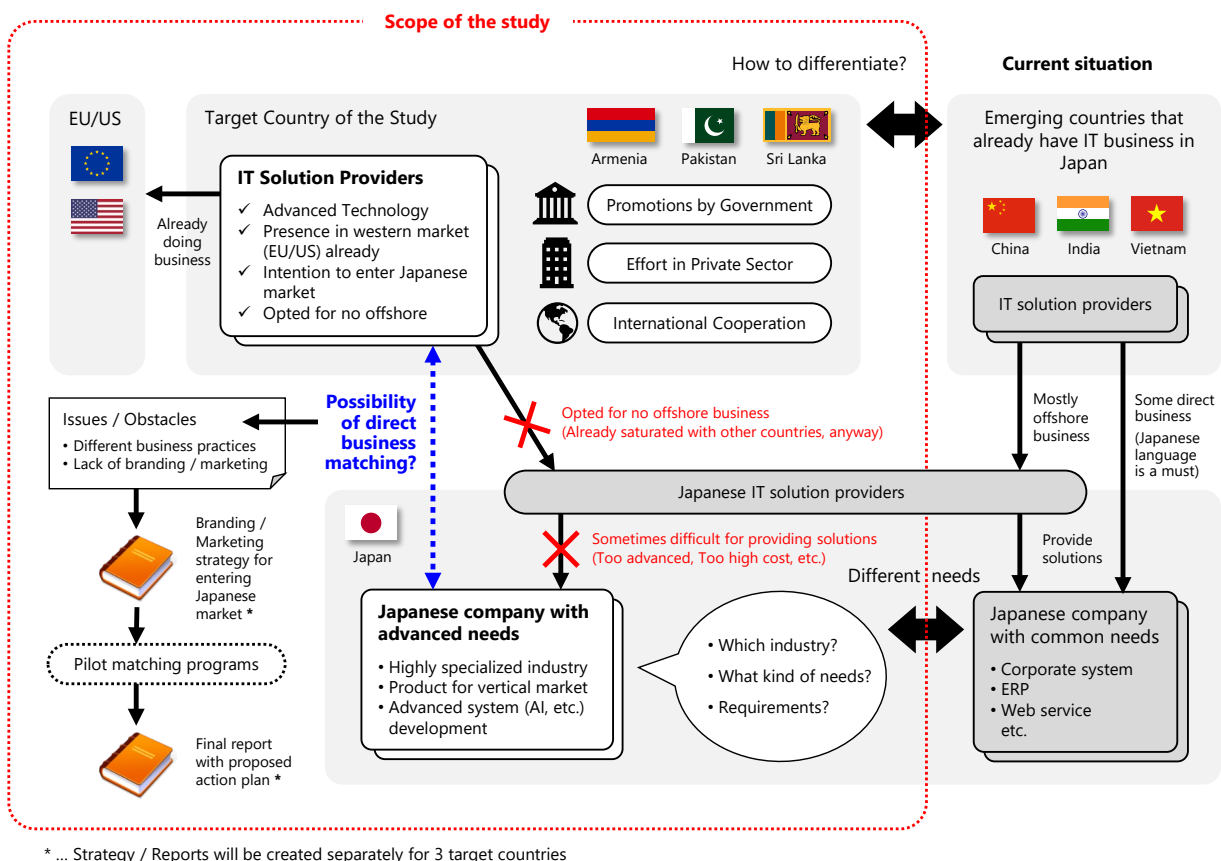 Scope of the study
How to differentiate?
Current situation
EU/US
Target Country of the Study
Armenia
Pakistan
Sri Lanka
Emerging countries that
already have IT business in
Japan
IT Solution Providers
✓ Advanced Technology
✓ Presence in western market
(EU/US) already
✓ Intention to enter Japanese
market
✓ Opted for no offshore
Already
doing
business
Promotions by Government
Effort in Private Sector
International Cooperation
China
India
Vietnam
IT solution providers
Issues / Obstacles
• Different business practices
• Lack of branding / marketing
Possibility
of direct
business
matching?
Opted for no offshore business
(Already saturated with other countries, anyway)
Mostly
offshore
business
Some direct
business
(Japanese
language
is a must)
Japanese IT solution providers
Japan
Sometimes difficult for providing solutions
(Too advanced, Too high cost, etc.)
Provide
solutions
Different needs
Branding /
Marketing
strategy for
entering
Japanese
market *
Pilot matching programs
Final report
with proposed
action plan *
Japanese company with
advanced needs
• Highly specialized industry
• Product for vertical market
• Advanced system (AI, etc.)
development
• Which industry?
• What kind of needs?
• Requirements?
Japanese company
with common needs
• Corporate system
• ERP
• Web service
etc.
* ... Strategy / Reports will be created separately for 3 target countries